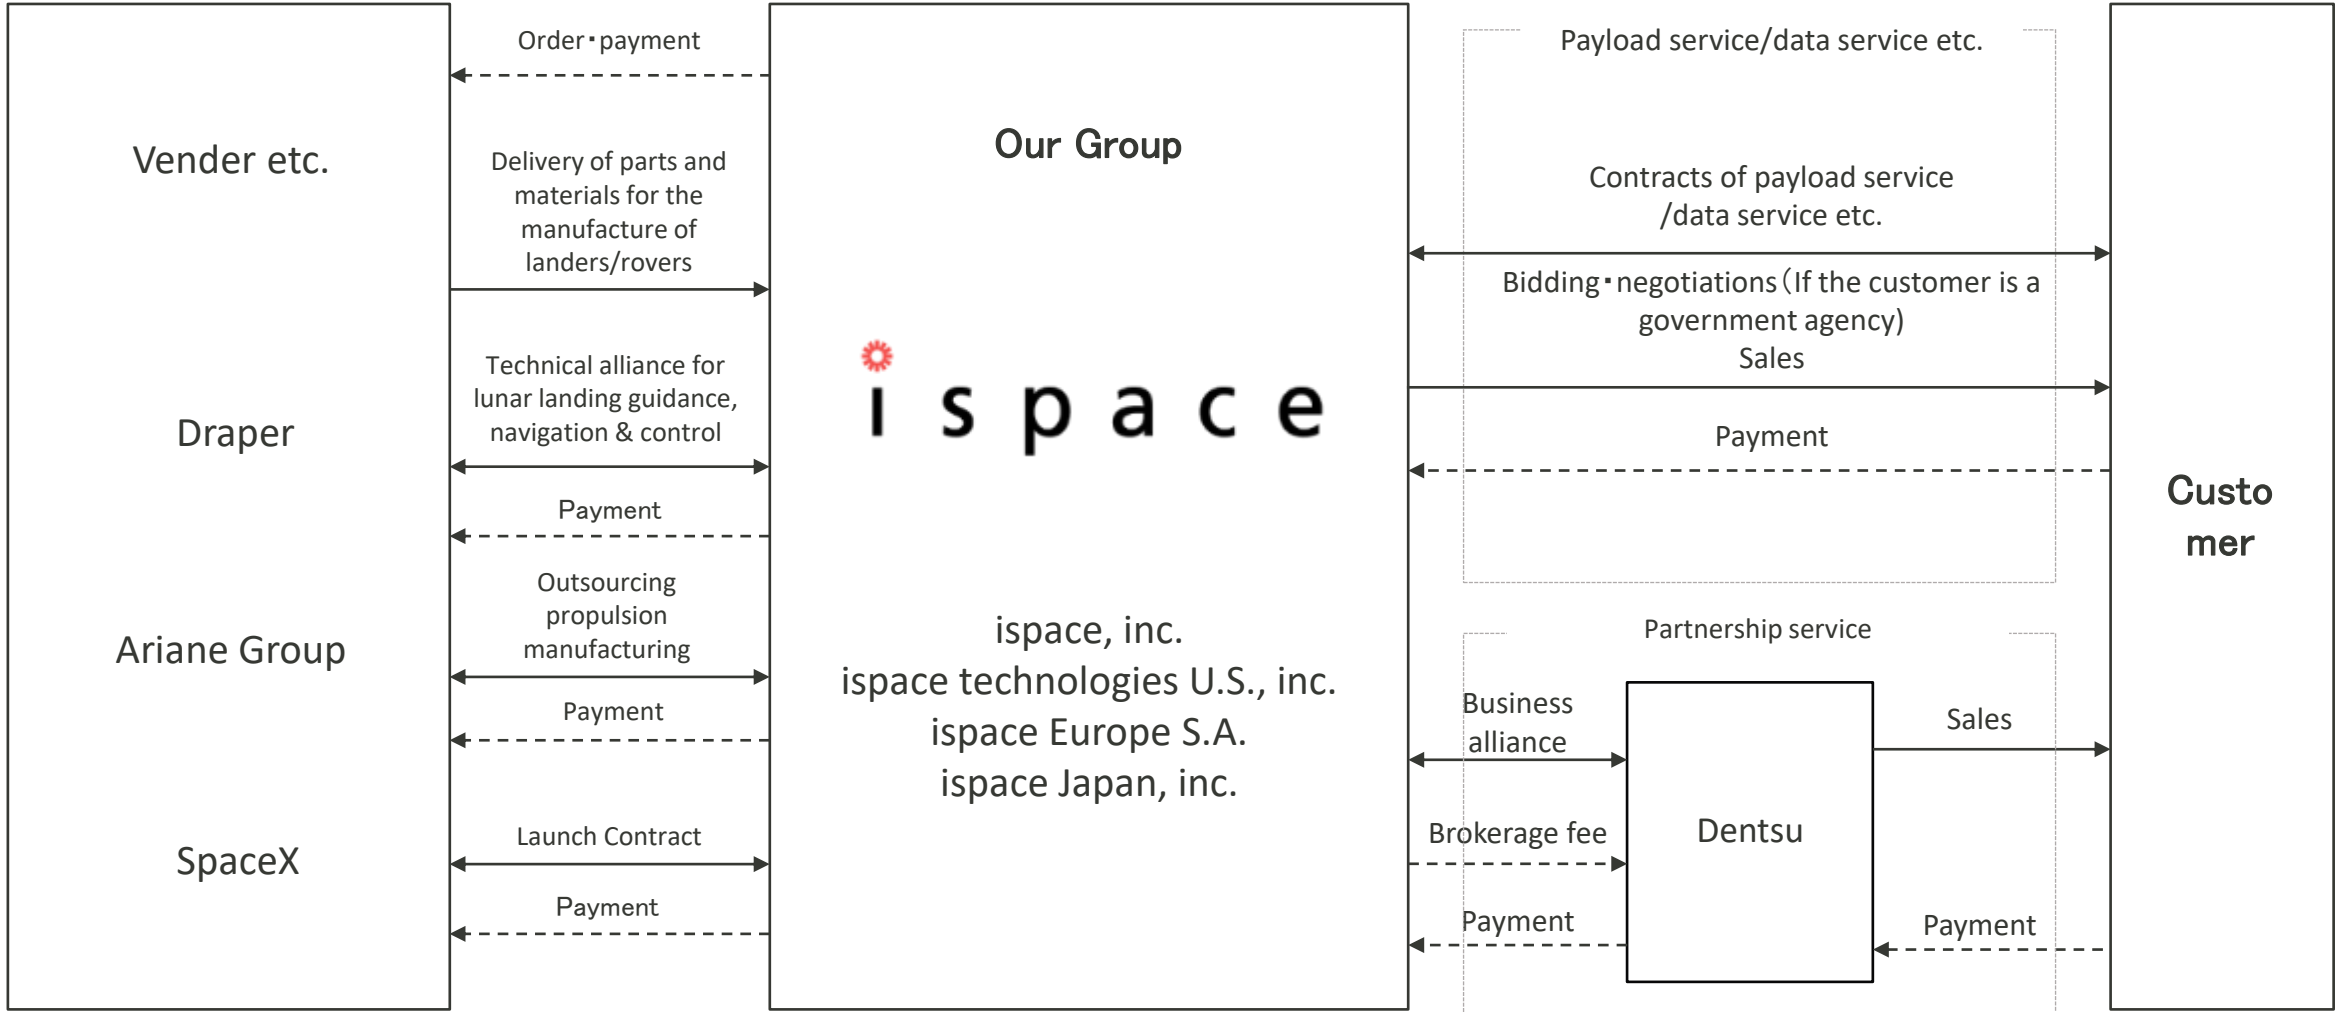 Vender etc.
Draper
Ariane Group
SpaceX
Order・payment
Delivery of parts and
materials for the
manufacture of
landers/rovers
Technical alliance for
lunar landing guidance,
navigation & control
Payment
Outsourcing
propulsion
manufacturing
Payment
Launch Contract
Payment
Our Group
ispace
ispace, inc.
ispace technologies U.S., inc.
ispace Europe S.A.
ispace Japan, inc.
Payload service/data service etc.
Contracts of payload service
/data service etc.
Bidding・negotiations（If the customer is a
government agency)
Sales
Payment
Partnership service
Business
alliance
Brokerage fee
Payment
Dentsu
Sales
Payment
Custo
mer